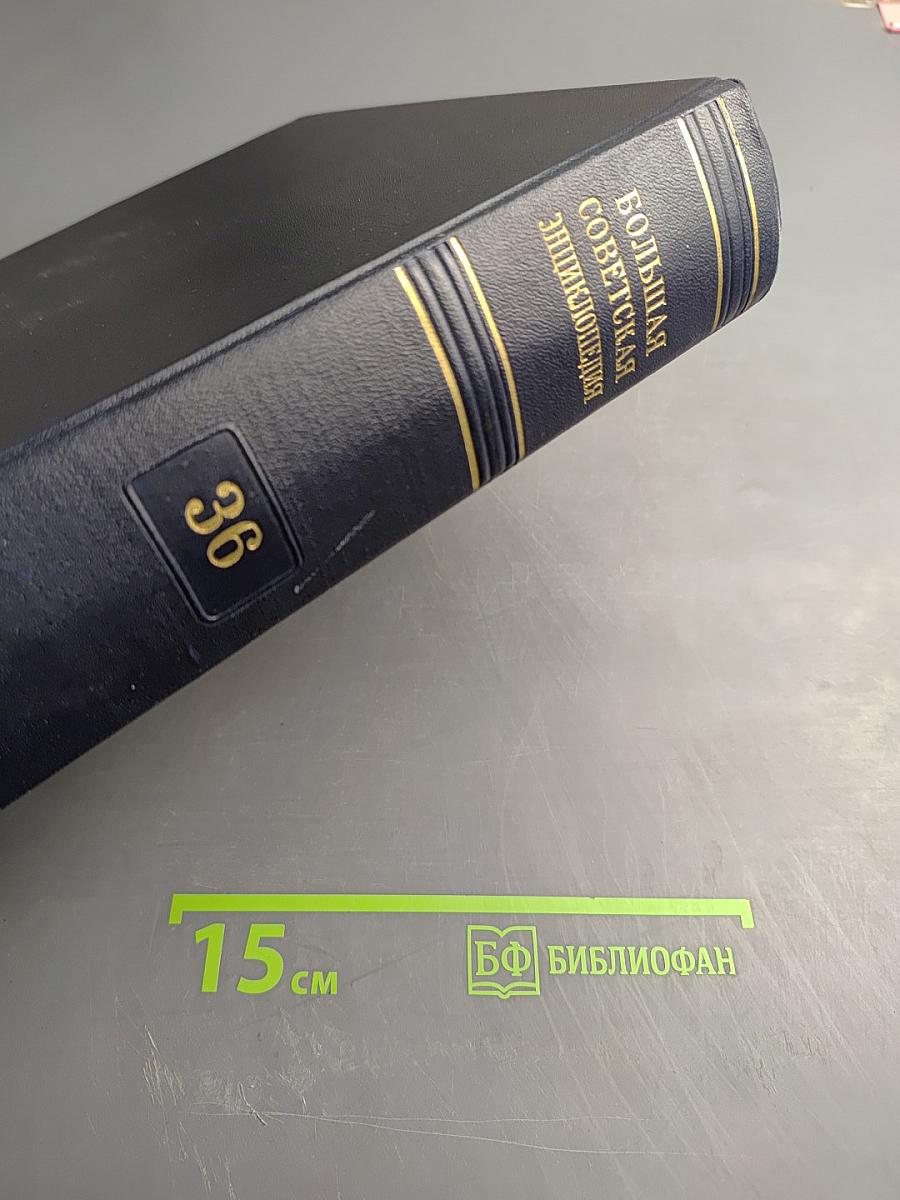 БОЛЬШАЯ
СОВЕТСКАЯ
ЭНЦИКЛОПЕДИЯ
36
15 см
БФ БИБЛИОФАН